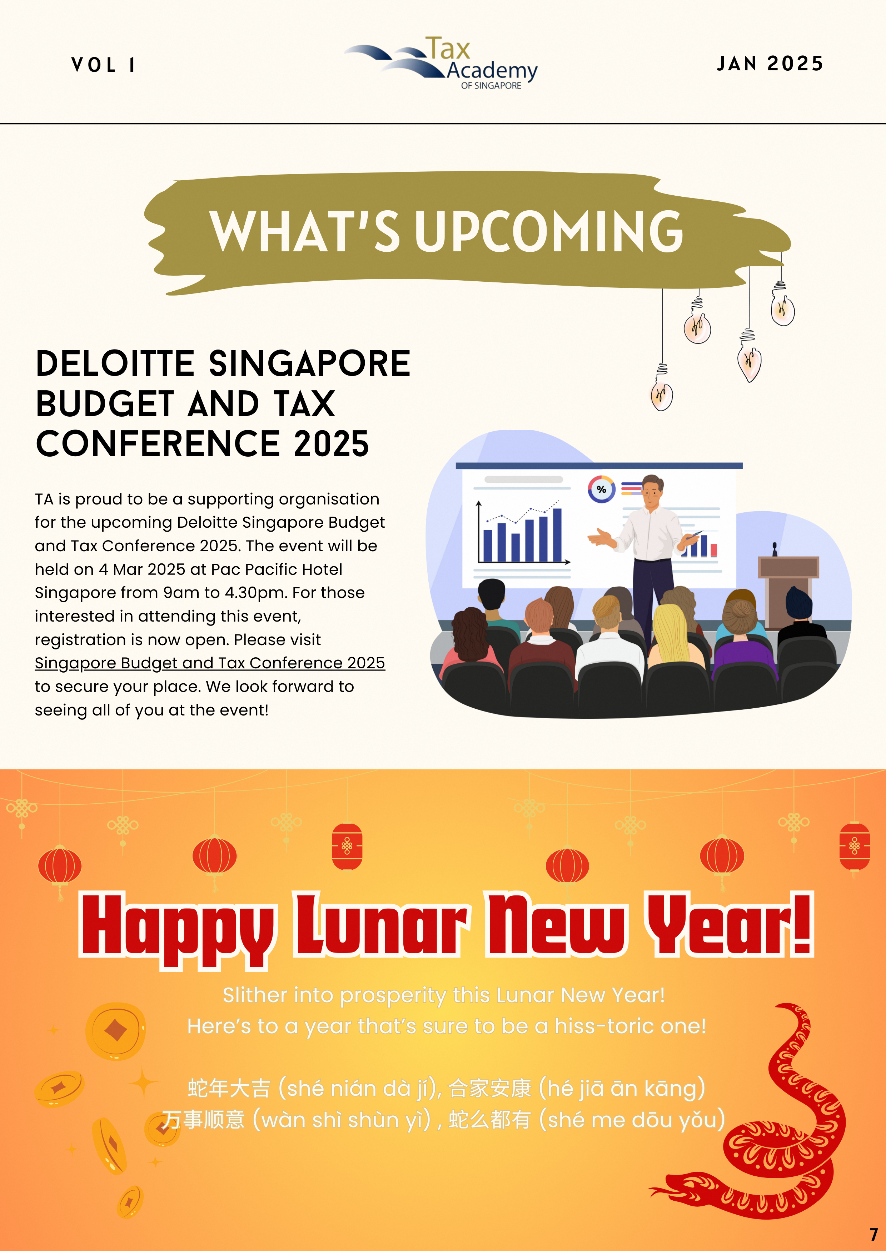 VOL 1
Tax
Academy
OF SINGAPORE
JAN 2025
WHAT'S UPCOMING
DELOITTE SINGAPORE
BUDGET AND TAX
CONFERENCE 2025
TA is proud to be a supporting organisation
for the upcoming Deloitte Singapore Budget
and Tax Conference 2025. The event will be
held on 4 Mar 2025 at Pac Pacific Hotel
Singapore from 9am to 4.30pm. For those
interested in attending this event,
registration is now open. Please visit
Singapore Budget and Tax Conference 2025
to secure your place. We look forward to
seeing all of you at the event!
%
Happy Lunar New Year!
Slither into prosperity this Lunar New Year!
Here's to a year that's sure to be a hiss-toric one!
蛇年大吉 (shé nián dà jí), 合家安康 (hé jiā ān kāng)
万事顺意 (wàn shì shùn yì) , 蛇么都有 (shé me dōu yǒu)
7